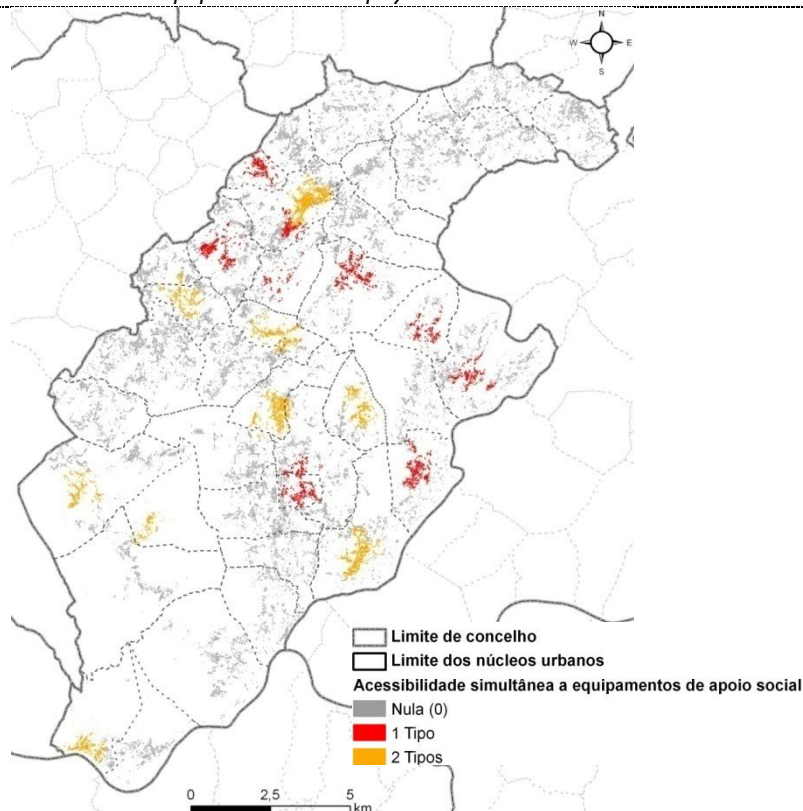 N
W E
S
Limite de concelho
Limite dos núcleos urbanos
Acessibilidade simultânea a equipamentos de apoio social
Nula (0)
1 Tipo
2 Tipos
0 2,5 5
km